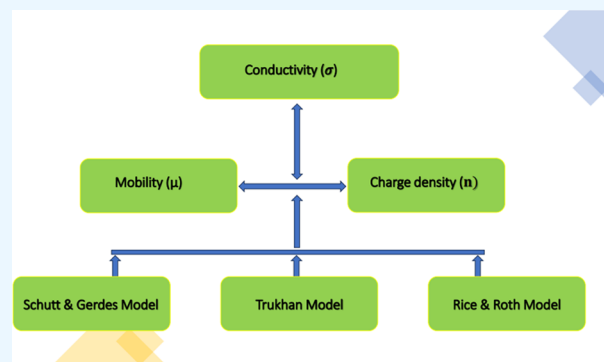 Conductivity (σ)
Mobility (μ)
Charge density (n)
Schutt & Gerdes Model
Trukhan Model
Rice & Roth Model